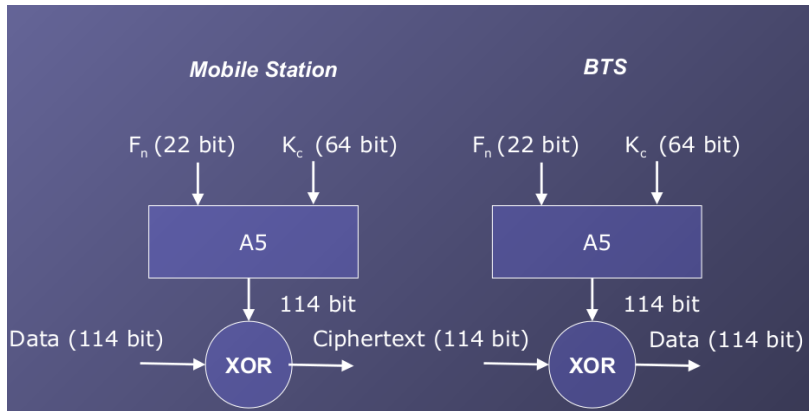 Mobile Station
BTS
Fn (22 bit)
Kc (64 bit)
Fn (22 bit)
Kc (64 bit)
A5
A5
114 bit
114 bit
Data (114 bit)
Ciphertext (114 bit)
Data (114 bit)
XOR
XOR